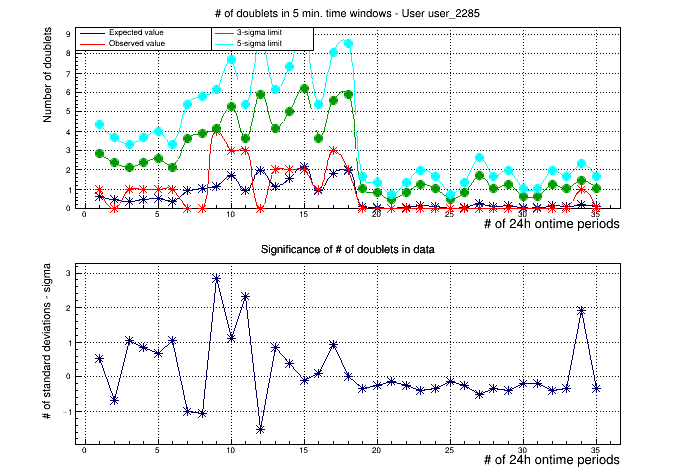 # of doublets in 5 min. time windows - User user_2285
Number of doublets
Expected value
Observed value
3-sigma limit
5-sigma limit
9
8
7
6
5
4
3
2
1
0
0 5 10 15 20 25 30 35
# of 24h ontime periods
Significance of # of doublets in data
# of standard deviations - sigma
3
2
1
0
−1
0 5 10 15 20 25 30 35
# of 24h ontime periods